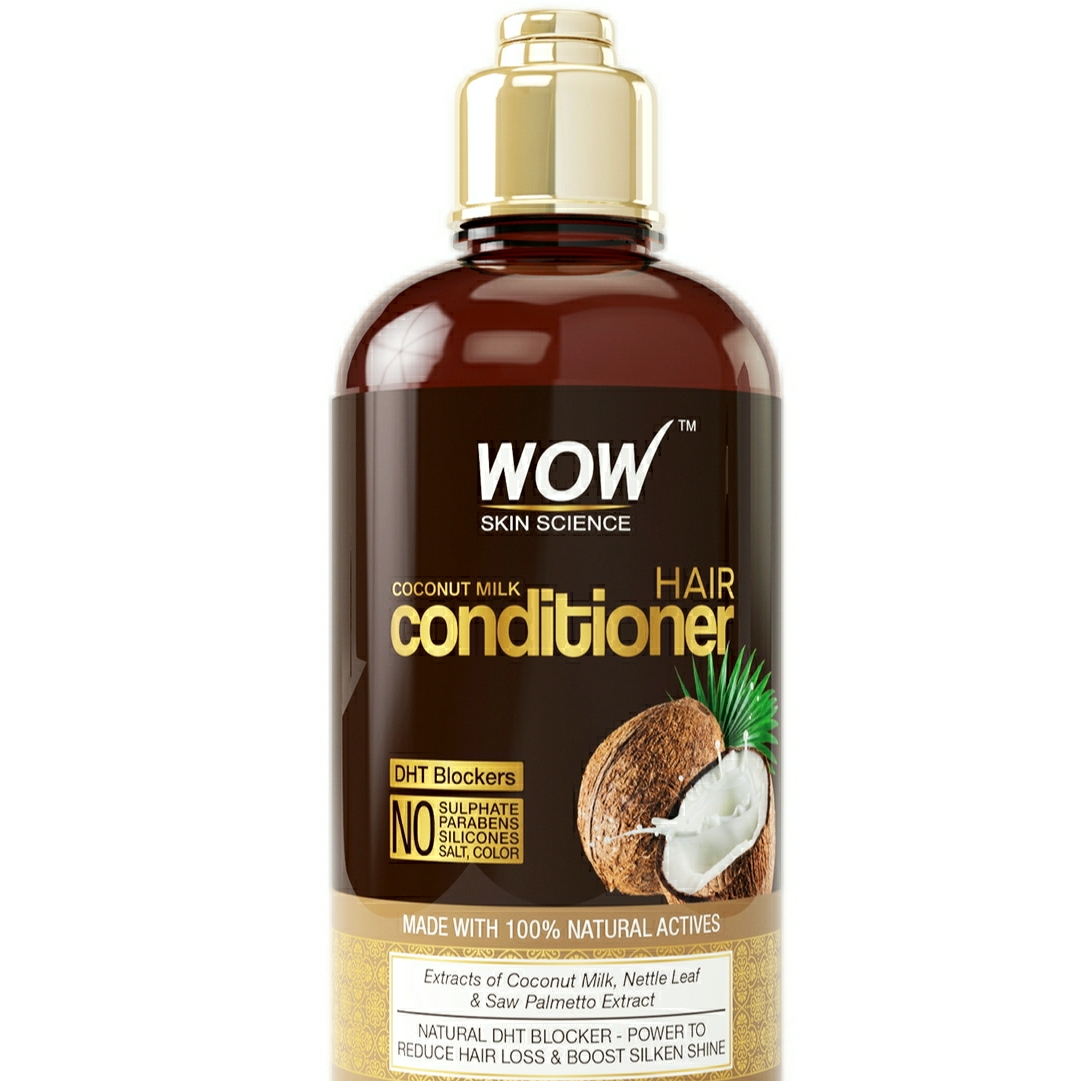 WOW™
SKIN SCIENCE
COCONUT MILK HAIR
conditioner
DHT Blockers
NO SULPHATE
PARABENS
SILICONES
SALT, COLOR
MADE WITH 100% NATURAL ACTIVES
Extracts of Coconut Milk, Nettle Leaf
& Saw Palmetto Extract
NATURAL DHT BLOCKER - POWER TO
REDUCE HAIR LOSS & BOOST SILKEN SHINE